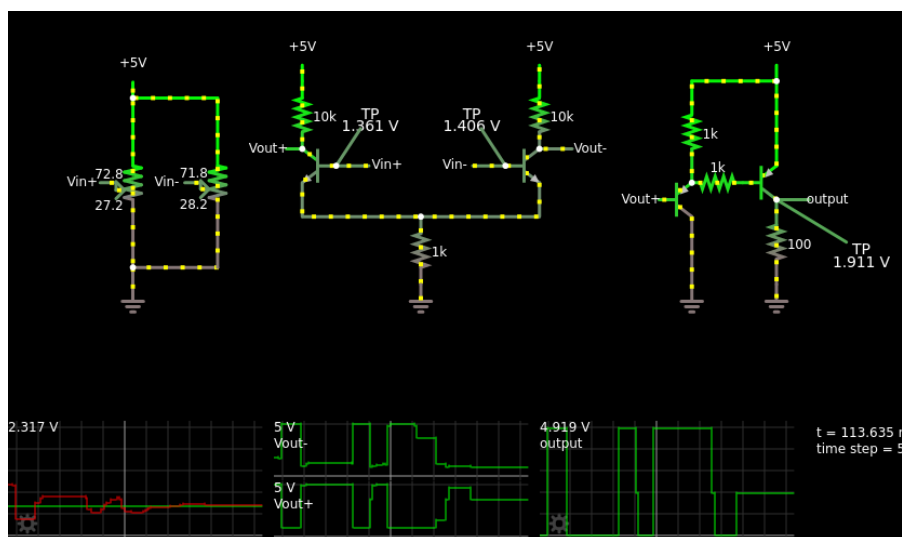 +5V
+5V
+5V
+5V
10k
TP
1.361 V
TP
1.406 V
10k
1k
Vout+
Vin+
Vin-
Vout-
1k
72.8
Vin+
27.2
71.8
Vin-
28.2
Vout+
output
1k
100
TP
1.911 V
2.317 V
5 V
Vout-
5 V
Vout+
4.919 V
output
t = 113.635
time step = 5